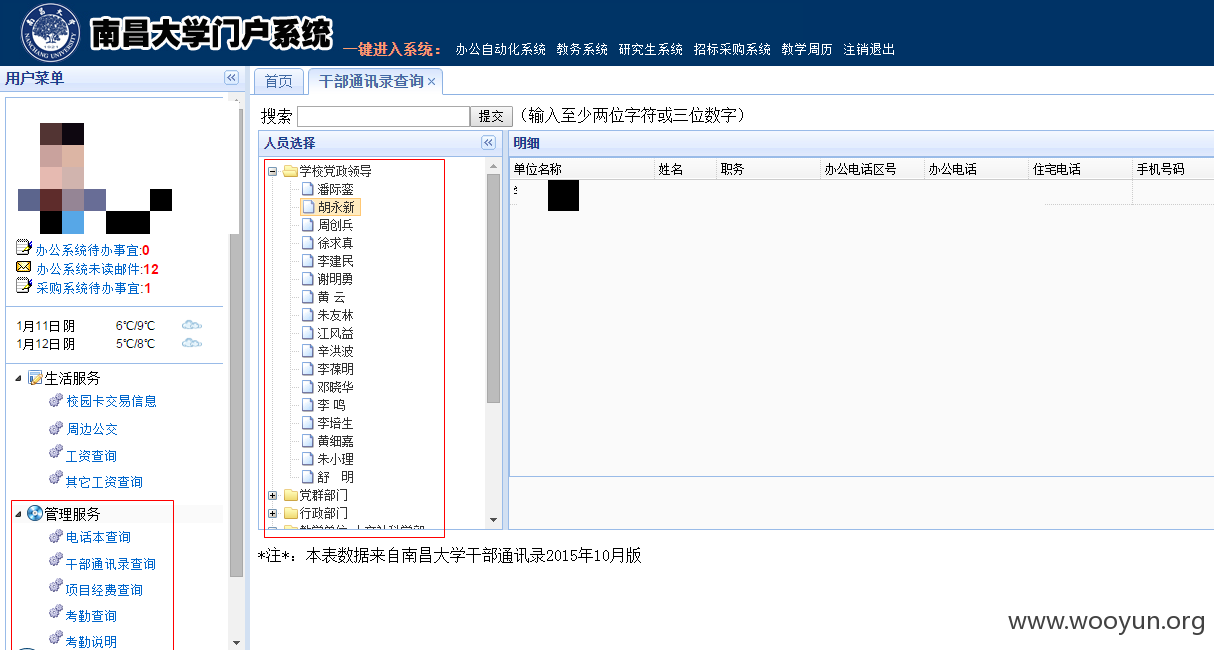 南昌大学门户系统
一键进入系统： 办公自动化系统 教务系统 研究生系统 招标采购系统 教学周历 注销退出
用户菜单
办公系统待办事宜:0
办公系统未读邮件:12
采购系统待办事宜:1
1月11日 阴 6℃/9℃
1月12日 阴 5℃/8℃
生活服务
校园卡交易信息
周边公交
工资查询
其它工资查询
管理服务
电话本查询
干部通讯录查询
项目经费查询
考勤查询
考勤说明
首页 干部通讯录查询
搜索 提交 （输入至少两位字符或三位数字）
人员选择
学校党政领导
潘际銮
胡永新
周创兵
徐求真
李建民
谢明勇
黄 云
朱友林
江风益
辛洪波
李葆明
邓晓华
李 鸣
李培生
黄细嘉
朱小理
舒 明
党群部门
行政部门
明细
单位名称 姓名 职务 办公电话区号 办公电话 住宅电话 手机号码
*注*：本表数据来自南昌大学干部通讯录2015年10月版
www.wooyun.org